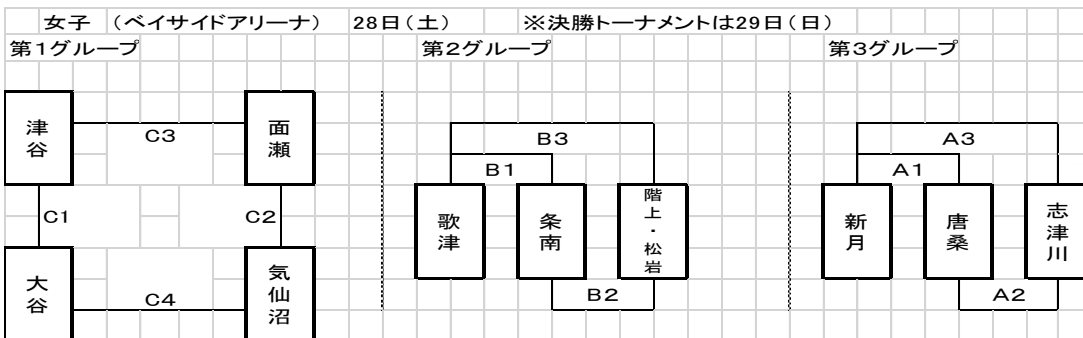 女子 (ベイサイドアリーナ) 28日(土) ※決勝トーナメントは29日(日)
第1グループ 第2グループ 第3グループ
津谷 C3 面瀬
C1 C2
大谷 C4 気仙沼
B3
B1
歌津 条南 階上・松岩
B2
A3
A1
新月 唐桑 志津川
A2